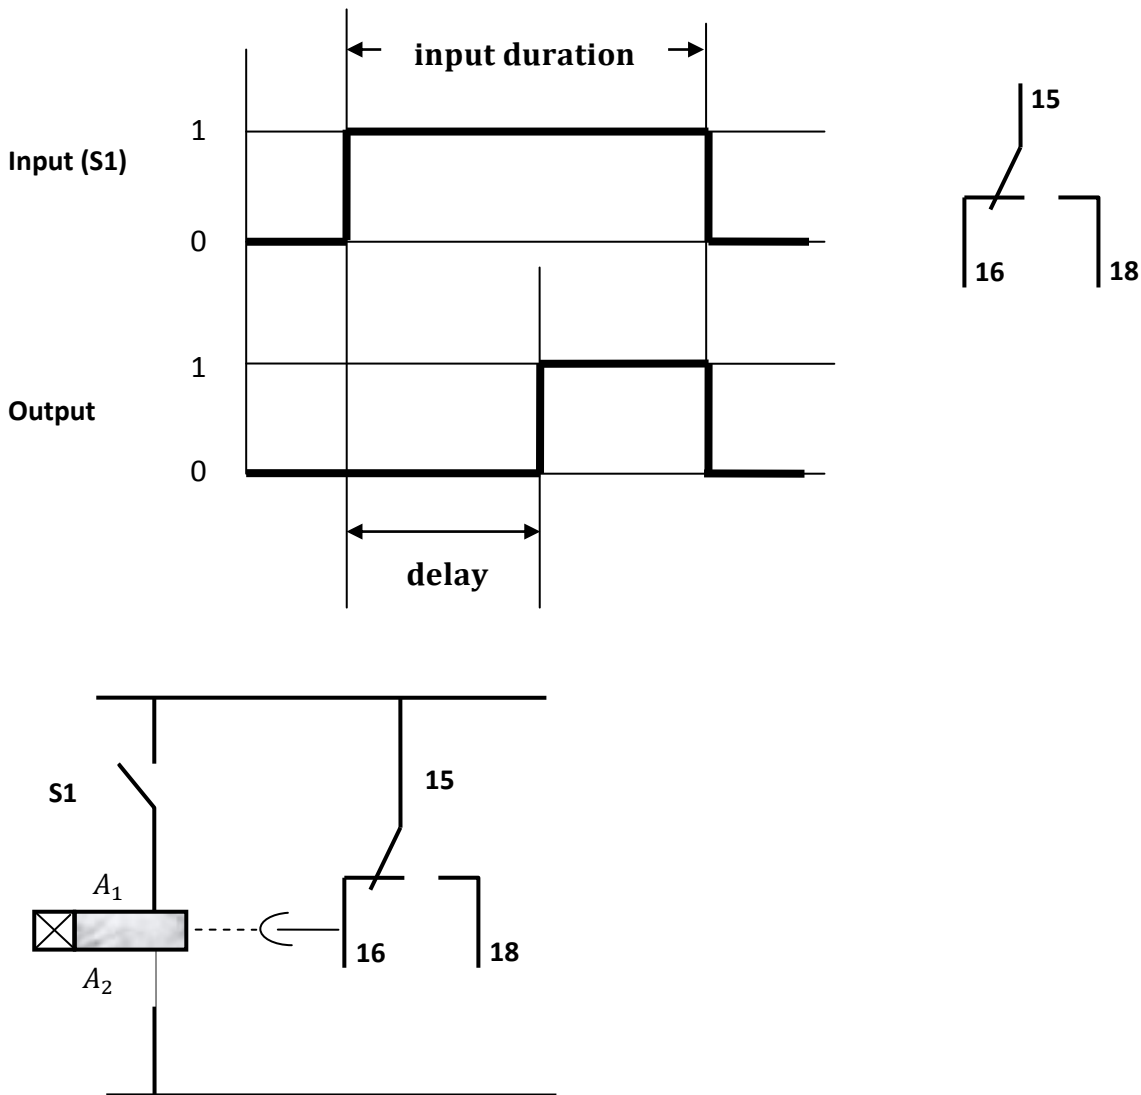 input duration
1
Input (S1)
0
15
16
18
1
Output
0
delay
S1
15
A₁
A₂
16
18